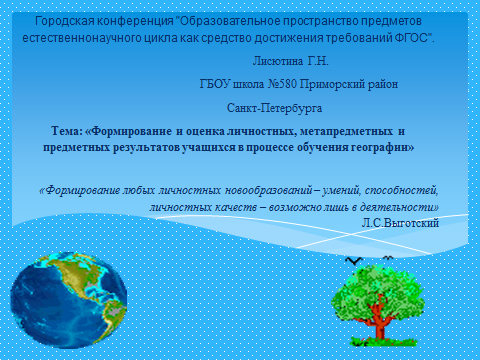 Городская конференция "Образовательное пространство предметов
естественнонаучного цикла как средство достижения требований ФГОС".
Лисютина Г.Н.
ГБОУ школа №580 Приморский район
Санкт-Петербурга
Тема: «Формирование и оценка личностных, метапредметных и
предметных результатов учащихся в процессе обучения географии»
«Формирование любых личностных новообразований – умений, способностей,
личностных качеств – возможно лишь в деятельности»
Л.С.Выготский